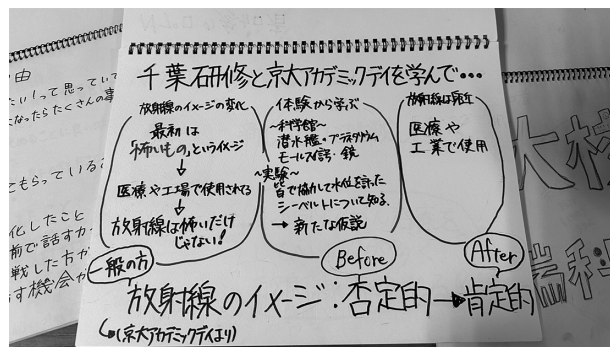 千葉研修と京大アカデミックデイを学んで…
放射線のイメージの変化
最初は
「怖いもの」というイメージ
↓
医療や工場で使用されてる
↓
放射線は怖いだけ
じゃない!
体験から学ぶ
~科学館~
潜水艦・プラネタリウム
モールス信号・鏡
~実験~
皆で協力して水位を計った
シーベルトについて知る。
→新たな仮説
放射線は身近
医療や
工業で使用
一般の方
Before
After
放射線のイメージ:否定的→肯定的
(京大アカデミックデイより)
由
たい!って思ってい
なったらたくさんの事
てもらっている
化したこと
前で話すカ
戦した方が
す機会が
大